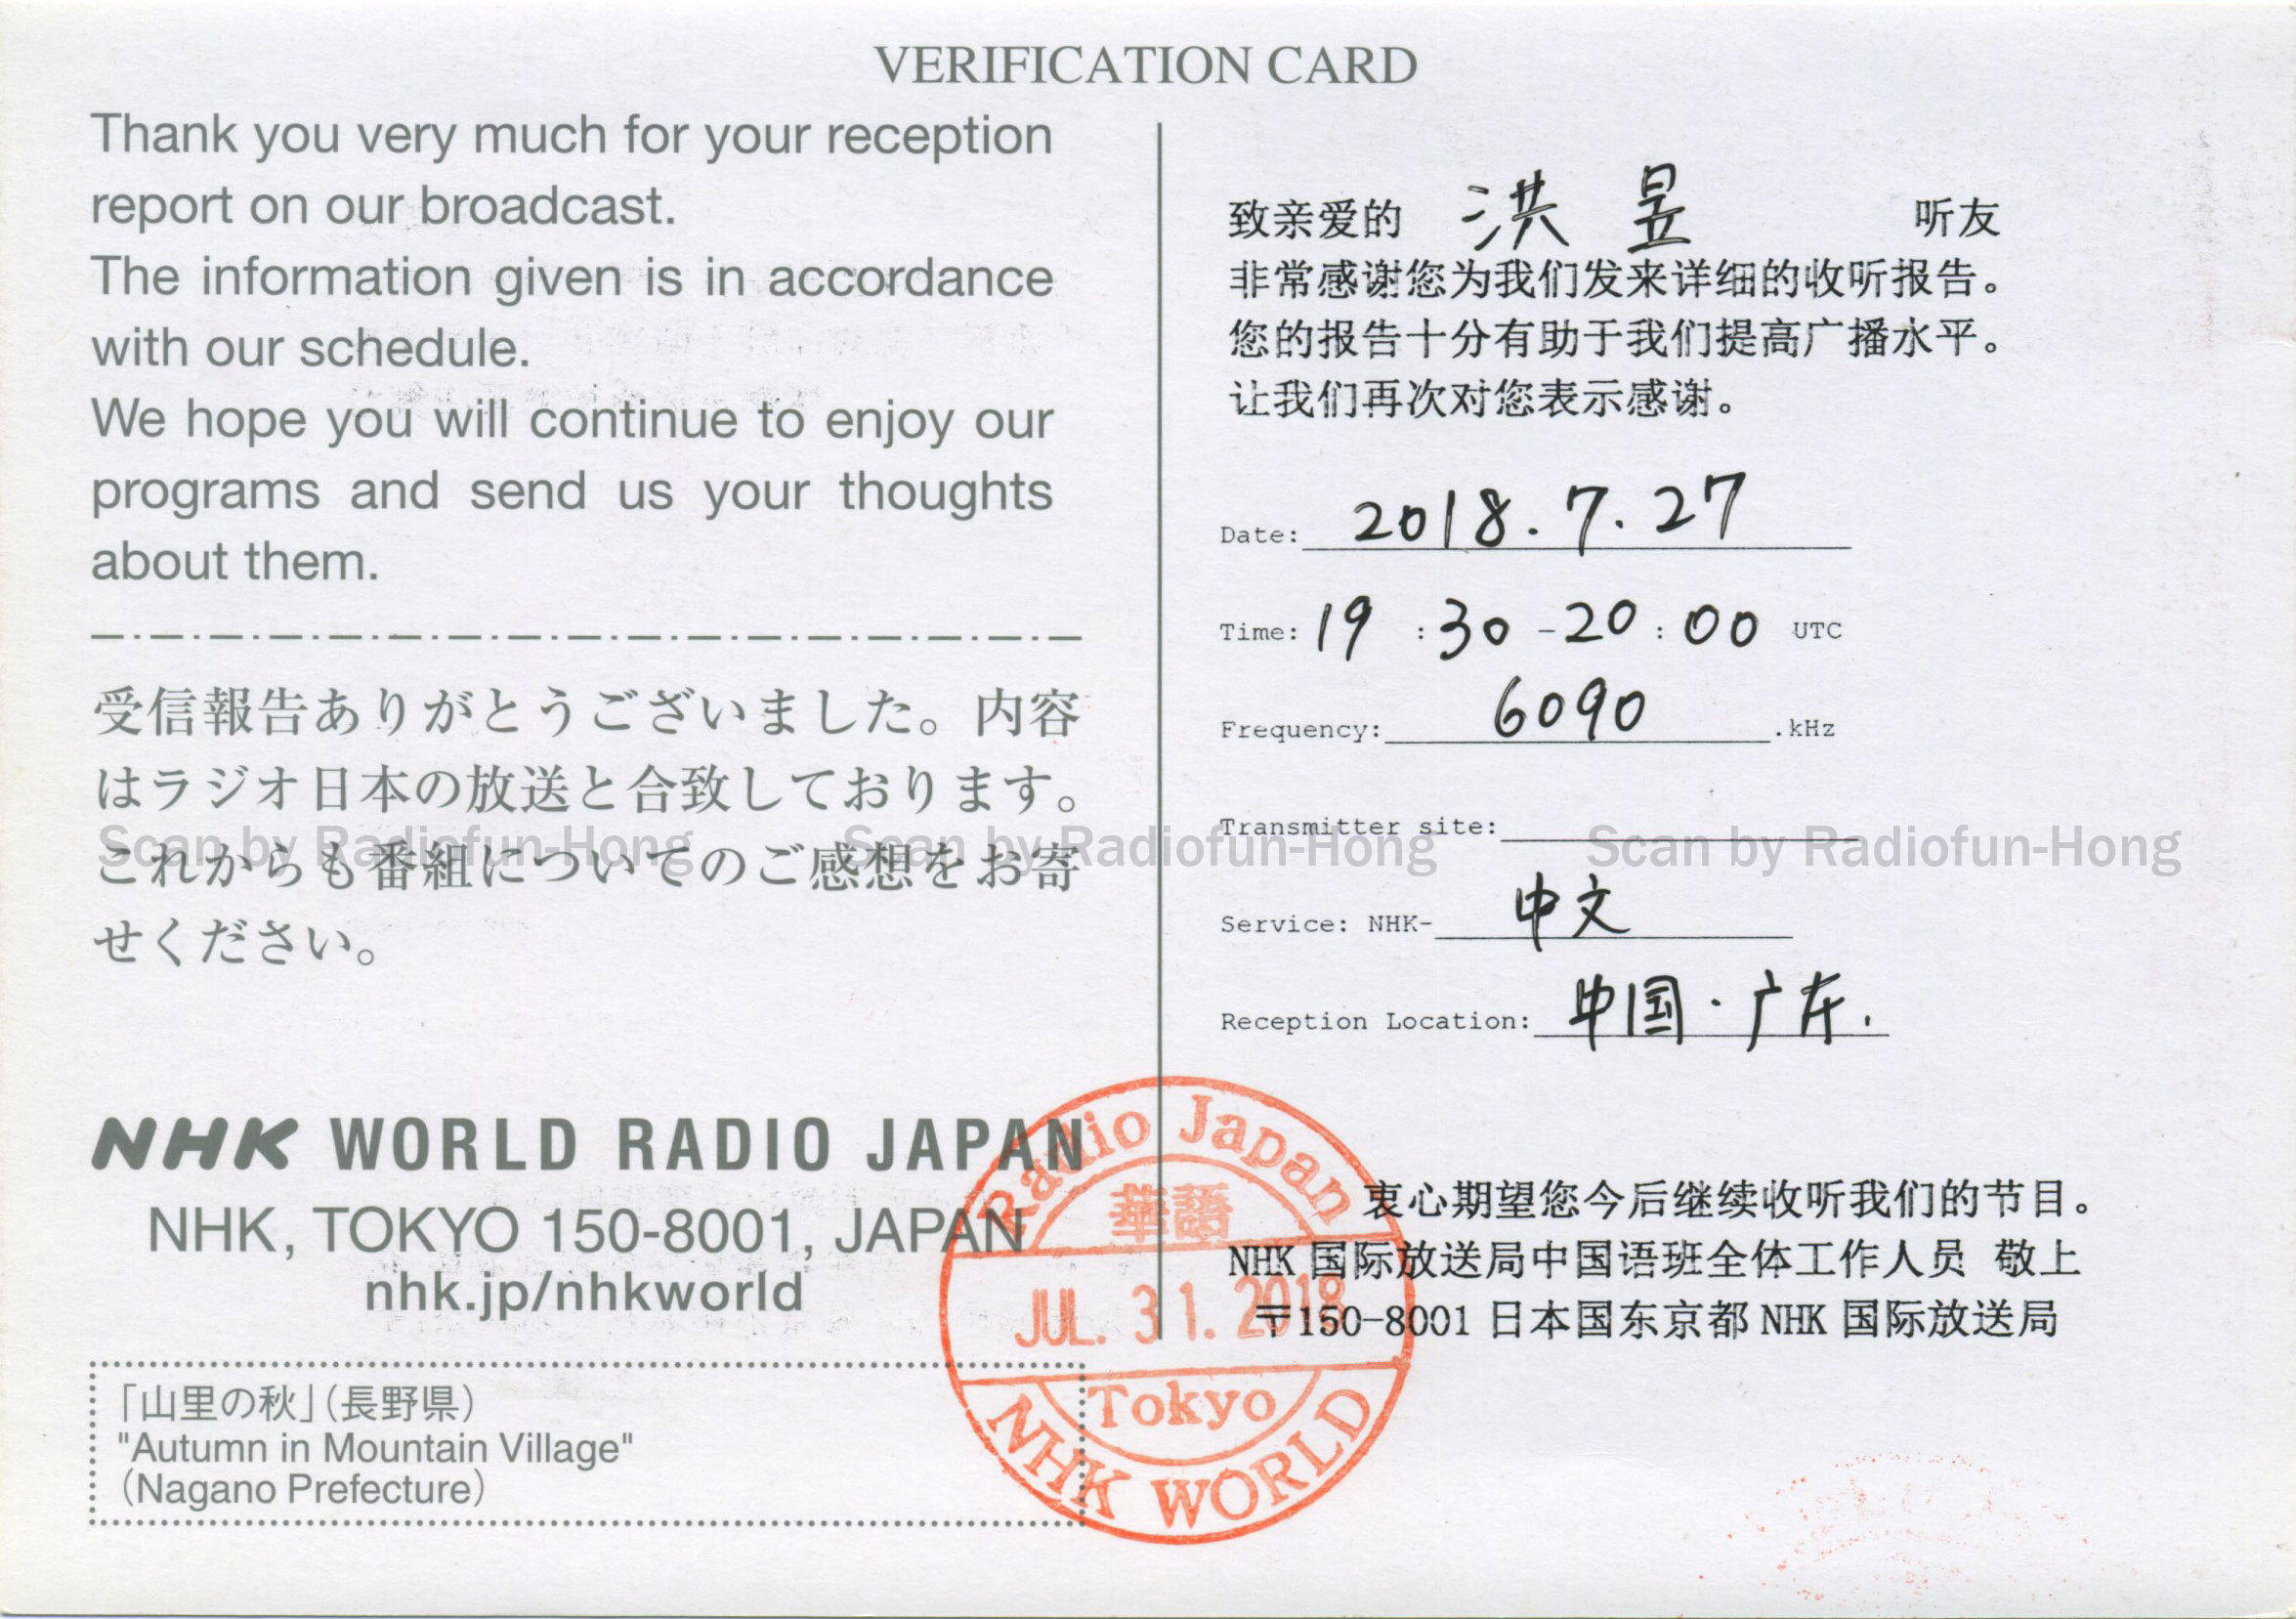 VERIFICATION CARD
Thank you very much for your reception
report on our broadcast.
The information given is in accordance
with our schedule.
We hope you will continue to enjoy our
programs and send us your thoughts
about them.
受信報告ありがとうございました。内容
はラジオ日本の放送と合致しております。
これからも番組についてのご感想をお寄
せください。
NHK WORLD RADIO JAPAN
NHK, TOKYO 150-8001, JAPAN
nhk.jp/nhkworld
「山里の秋」（長野県）
"Autumn in Mountain Village"
（Nagano Prefecture）
致亲爱的 洪昱 听友
非常感谢您为我们发来详细的收听报告。
您的报告十分有助于我们提高广播水平。
让我们再次对您表示感谢。
Date: 2018.7.27
Time: 19:30-20:00 UTC
Frequency: 6090 .kHz
Transmitter site:
Service: NHK-中文
Reception Location: 中国·广东.
衷心期望您今后继续收听我们的节目。
NHK 国际放送局中国语班全体工作人员 敬上
〒150-8001 日本国东京都 NHK 国际放送局
Radio Japan
華語
JUL. 31. 2018
Tokyo
NHK WORLD
Scan by Radiofun-Hong Scan by Radiofun-Hong Scan by Radiofun-Hong